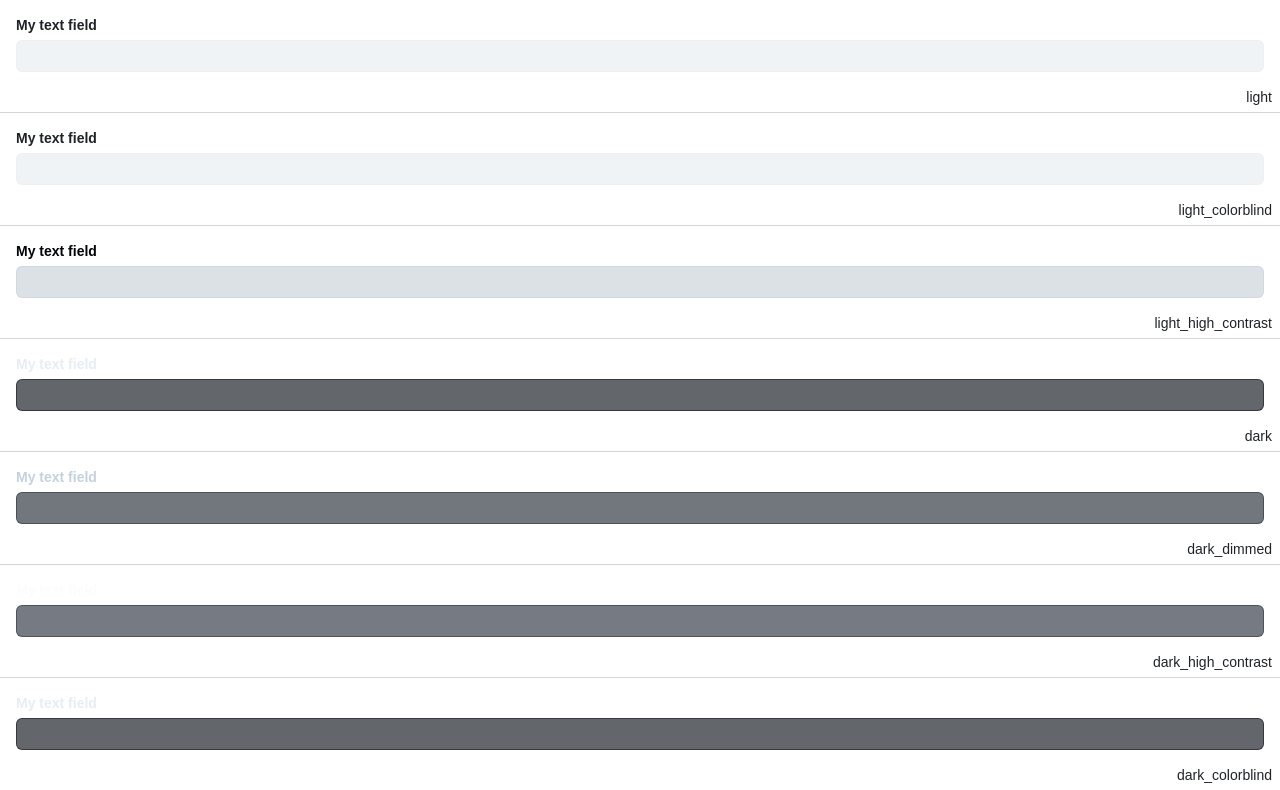 My text field
light
My text field
light_colorblind
My text field
light_high_contrast
My text field
dark
My text field
dark_dimmed
My text field
dark_high_contrast
My text field
dark_colorblind